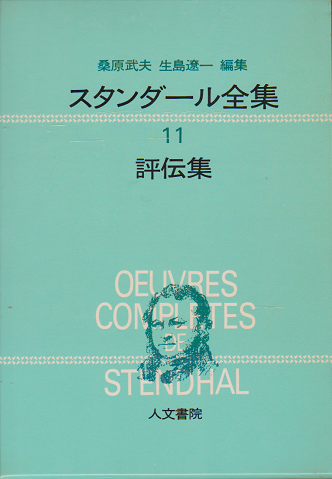 桑原武夫 生島遼一 編集
スタンダール全集
11
評伝集
OEUVRES
COMPLETES
DE
STENDHAL
人文書院